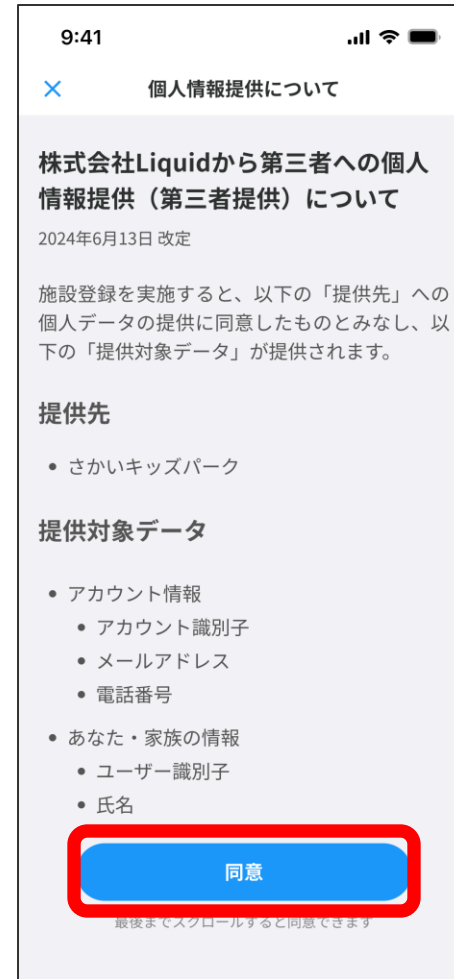 9:41
個人情報提供について
株式会社Liquidから第三者への個人
情報提供（第三者提供）について
2024年6月13日 改定
施設登録を実施すると、以下の「提供先」への
個人データの提供に同意したものとみなし、以
下の「提供対象データ」が提供されます。
提供先
• さかいキッズパーク
提供対象データ
• アカウント情報
• アカウント識別子
• メールアドレス
• 電話番号
• あなた・家族の情報
• ユーザー識別子
• 氏名
同意
最後までスクロールすると同意できます